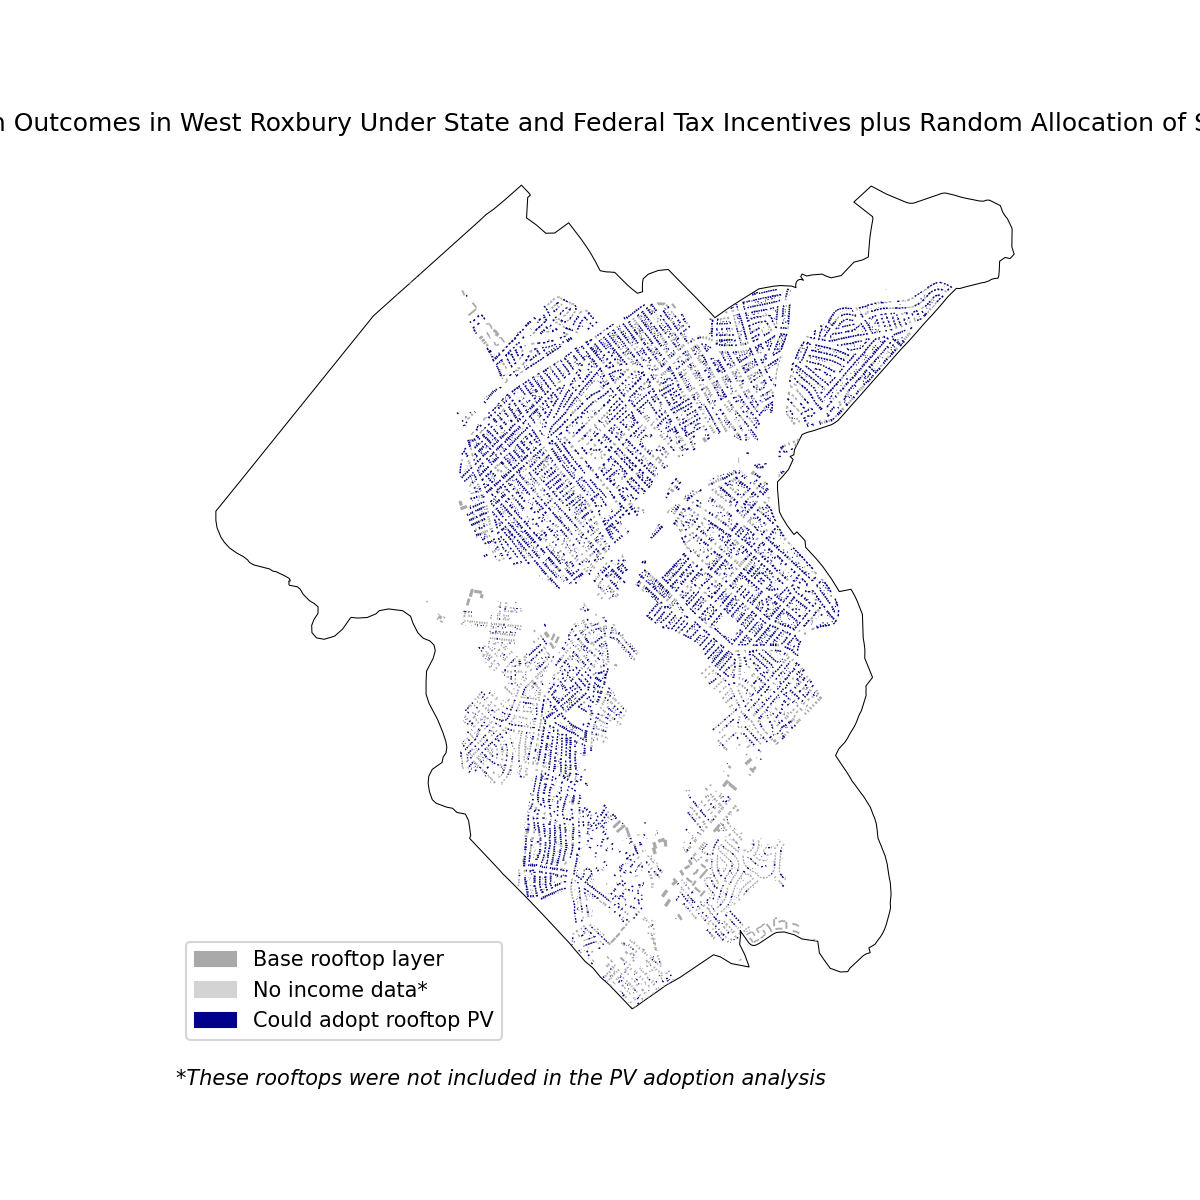 Outcomes in West Roxbury Under State and Federal Tax Incentives plus Random Allocation of
Base rooftop layer
No income data*
Could adopt rooftop PV
*These rooftops were not included in the PV adoption analysis